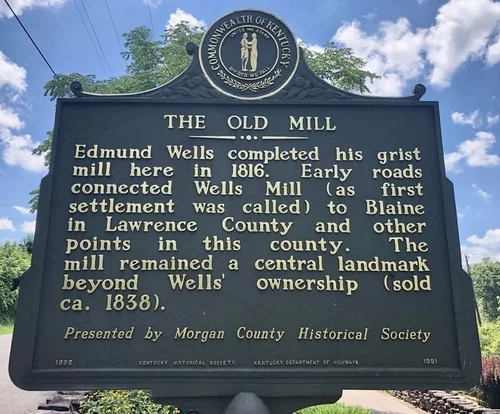 COMMONWEALTH OF KENTUCKY
UNITED WE STAND
DIVIDED WE FALL
THE OLD MILL
Edmund Wells completed his grist
mill here in 1816. Early roads
connected Wells Mill (as first
settlement was called) to Blaine
in Lawrence County and other
points in this county. The
mill remained a central landmark
beyond Wells' ownership (sold
ca. 1838).
Presented by Morgan County Historical Society
1996 KENTUCKY HISTORICAL SOCIETY KENTUCKY DEPARTMENT OF HIGHWAYS 1991